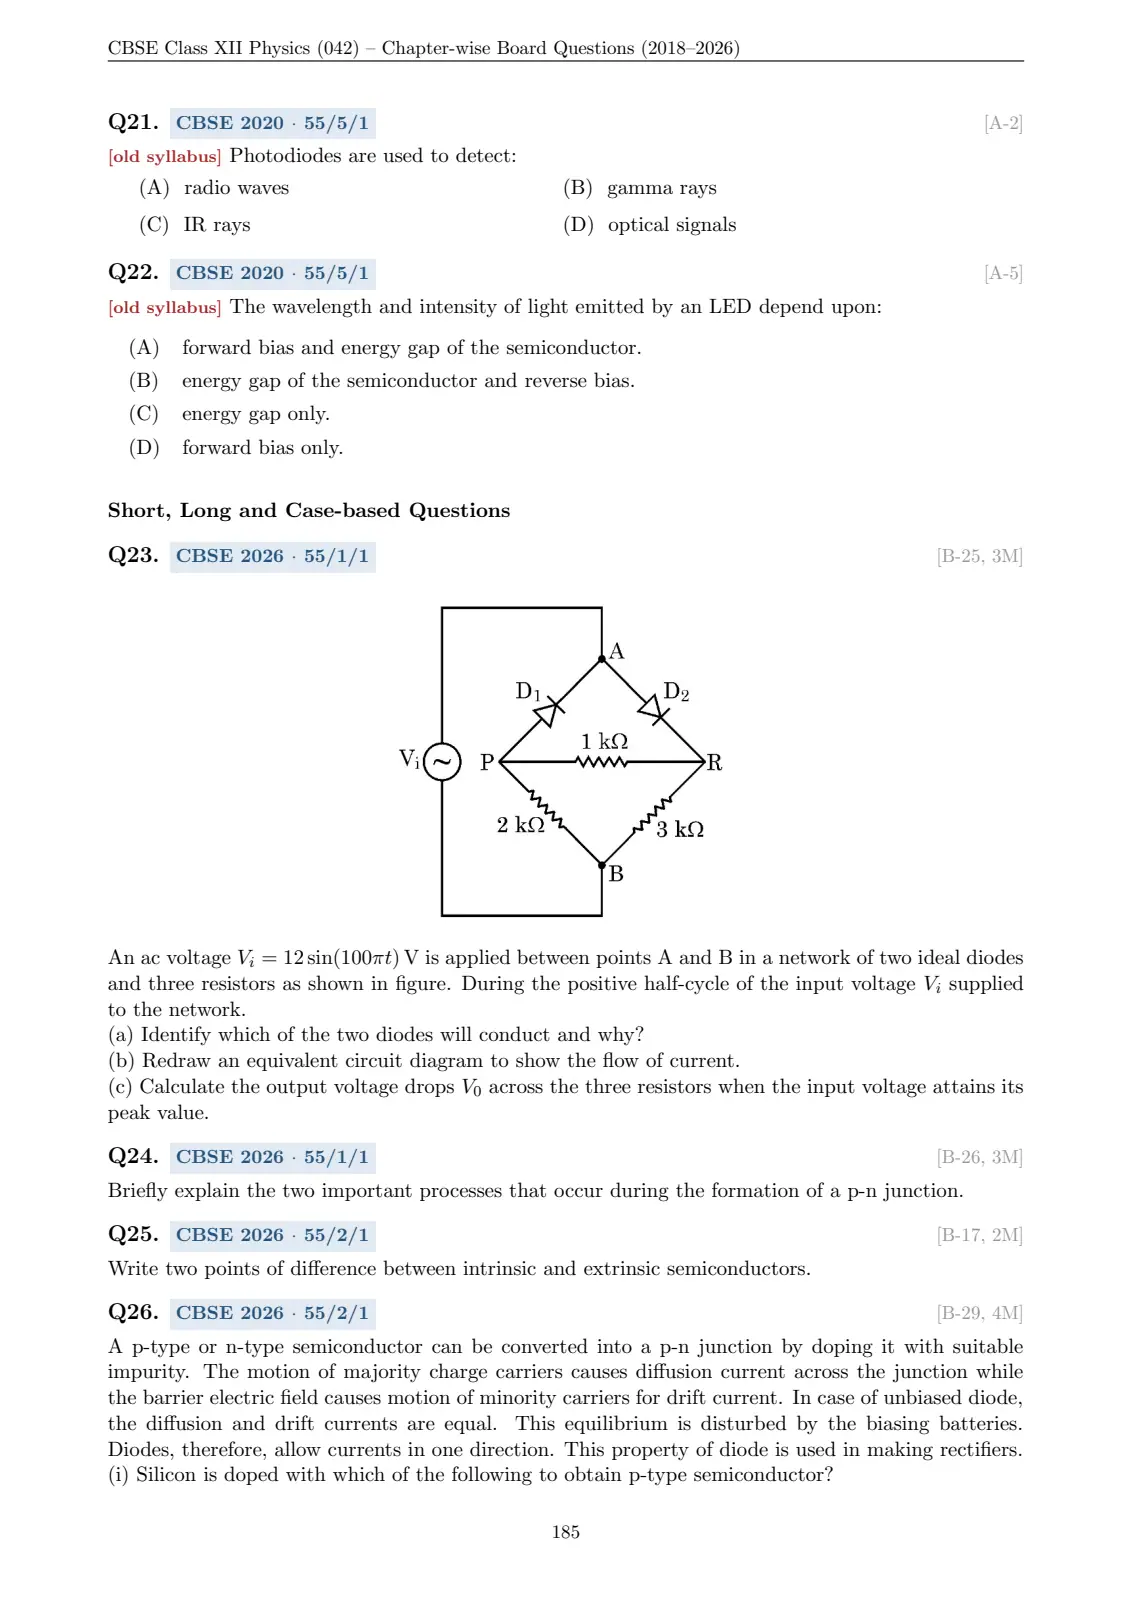 CBSE Class XII Physics (042) – Chapter-wise Board Questions (2018–2026)
Q21. CBSE 2020 · 55/5/1 [A-2]
[old syllabus] Photodiodes are used to detect:
(A) radio waves (B) gamma rays
(C) IR rays (D) optical signals
Q22. CBSE 2020 · 55/5/1 [A-5]
[old syllabus] The wavelength and intensity of light emitted by an LED depend upon:
(A) forward bias and energy gap of the semiconductor.
(B) energy gap of the semiconductor and reverse bias.
(C) energy gap only.
(D) forward bias only.
Short, Long and Case-based Questions
Q23. CBSE 2026 · 55/1/1 [B-25, 3M]
A
D₁ D₂
1 kΩ
Vᵢ ~ P R
2 kΩ 3 kΩ
B
An ac voltage Vᵢ = 12 sin(100πt) V is applied between points A and B in a network of two ideal diodes
and three resistors as shown in figure. During the positive half-cycle of the input voltage Vᵢ supplied
to the network.
(a) Identify which of the two diodes will conduct and why?
(b) Redraw an equivalent circuit diagram to show the flow of current.
(c) Calculate the output voltage drops V₀ across the three resistors when the input voltage attains its
peak value.
Q24. CBSE 2026 · 55/1/1 [B-26, 3M]
Briefly explain the two important processes that occur during the formation of a p-n junction.
Q25. CBSE 2026 · 55/2/1 [B-17, 2M]
Write two points of difference between intrinsic and extrinsic semiconductors.
Q26. CBSE 2026 · 55/2/1 [B-29, 4M]
A p-type or n-type semiconductor can be converted into a p-n junction by doping it with suitable
impurity. The motion of majority charge carriers causes diffusion current across the junction while
the barrier electric field causes motion of minority carriers for drift current. In case of unbiased diode,
the diffusion and drift currents are equal. This equilibrium is disturbed by the biasing batteries.
Diodes, therefore, allow currents in one direction. This property of diode is used in making rectifiers.
(i) Silicon is doped with which of the following to obtain p-type semiconductor?
185